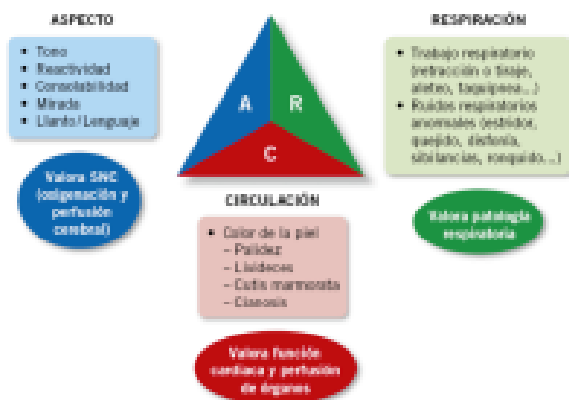 ASPECTO
• Tono
• Reactividad
• Consolabilidad
• Mirada
• Llanto/Lenguaje
Valora SNC
(oxigenación y
perfusión
cerebral)
A
R
C
RESPIRACIÓN
• Trabajo respiratorio
(retracción o tiraje,
aleteo, taquipnea...)
• Ruidos respiratorios
anormales (estridor,
quejido, disfonía,
sibilancias, ronquido...)
Valora patología
respiratoria
CIRCULACIÓN
• Color de la piel
– Palidez
– Livideces
– Cutis marmorata
– Cianosis
Valora función
cardiaca y perfusión
de órganos